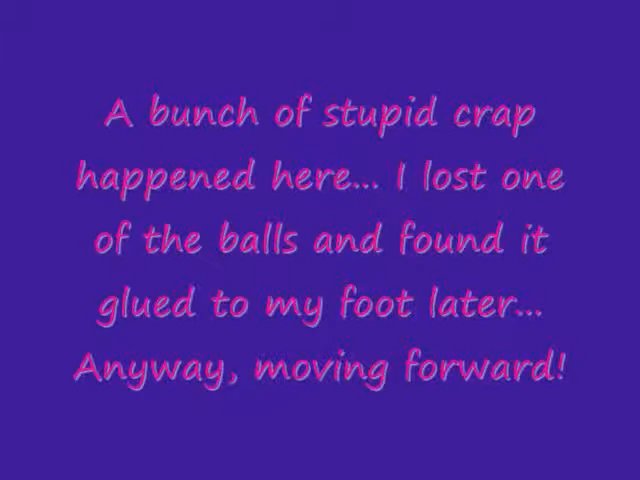 A bunch of stupid crap
happened here... I lost one
of the balls and found it
glued to my foot later...
Anyway, moving forward!